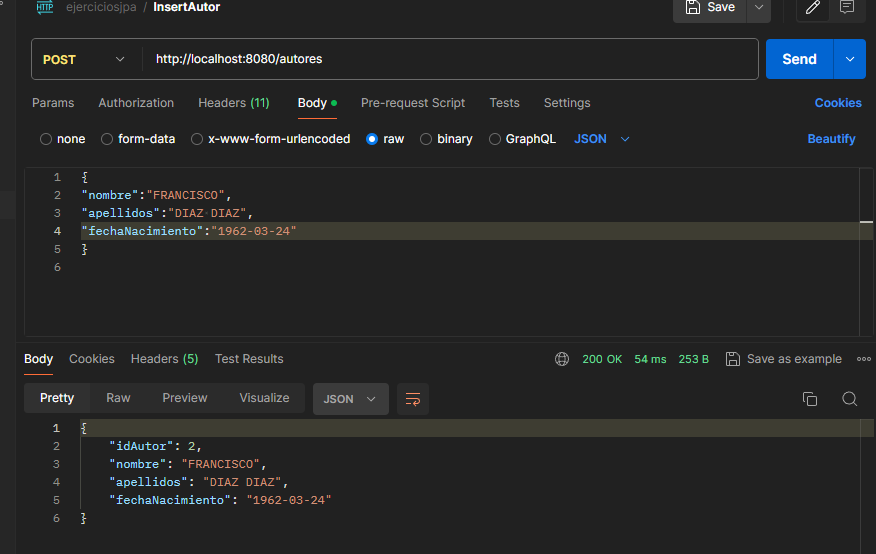 HTTP ejerciciosjpa / InsertAutor Save
POST http://localhost:8080/autores Send
Params Authorization Headers (11) Body Pre-request Script Tests Settings Cookies
none form-data x-www-form-urlencoded raw binary GraphQL JSON Beautify
1 {
2 "nombre":"FRANCISCO",
3 "apellidos":"DIAZ·DIAZ",
4 "fechaNacimiento":"1962-03-24"
5 }
6
Body Cookies Headers (5) Test Results 200 OK 54 ms 253 B Save as example
Pretty Raw Preview Visualize JSON
1 {
2 "idAutor": 2,
3 "nombre": "FRANCISCO",
4 "apellidos": "DIAZ DIAZ",
5 "fechaNacimiento": "1962-03-24"
6 }